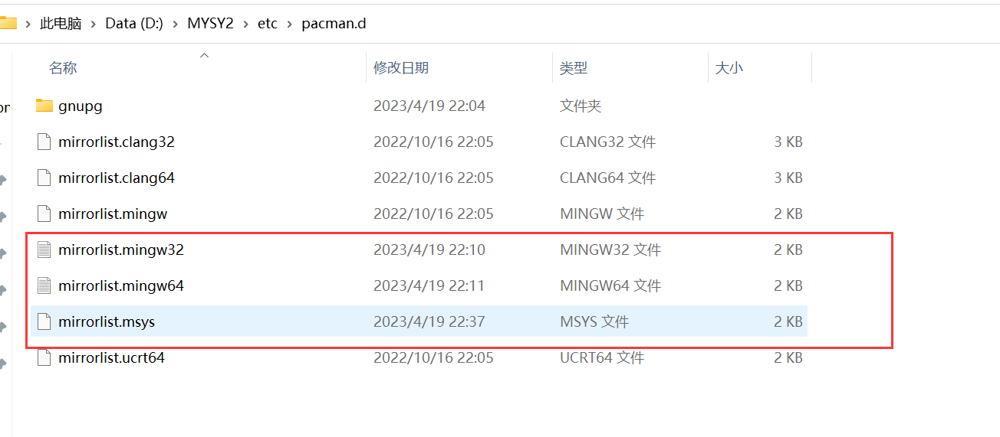 此电脑 > Data (D:) > MYSY2 > etc > pacman.d
名称 修改日期 类型 大小
gnupg 2023/4/19 22:04 文件夹
mirrorlist.clang32 2022/10/16 22:05 CLANG32 文件 3 KB
mirrorlist.clang64 2022/10/16 22:05 CLANG64 文件 3 KB
mirrorlist.mingw 2022/10/16 22:05 MINGW 文件 2 KB
mirrorlist.mingw32 2023/4/19 22:10 MINGW32 文件 2 KB
mirrorlist.mingw64 2023/4/19 22:11 MINGW64 文件 2 KB
mirrorlist.msys 2023/4/19 22:37 MSYS 文件 2 KB
mirrorlist.ucrt64 2022/10/16 22:05 UCRT64 文件 2 KB